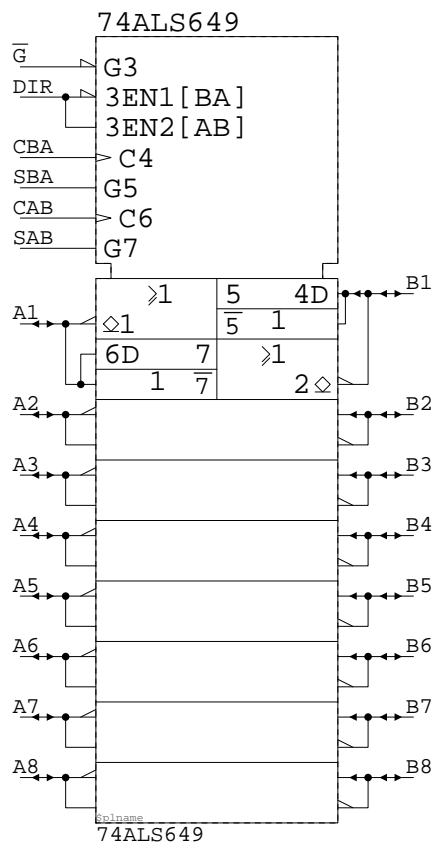 74ALS649
G̅ G3
DIR 3EN1[BA]
3EN2[AB]
CBA C4
SBA G5
CAB C6
SAB G7
≥1 5 4D B1
A1 1 5̅ 1
6D 7 ≥1
1 7̅ 2
A2 B2
A3 B3
A4 B4
A5 B5
A6 B6
A7 B7
A8 B8
$plname
74ALS649